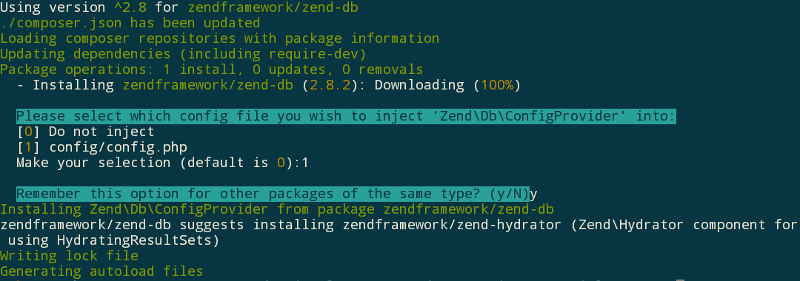 Using version ^2.8 for zendframework/zend-db
./composer.json has been updated
Loading composer repositories with package information
Updating dependencies (including require-dev)
Package operations: 1 install, 0 updates, 0 removals
- Installing zendframework/zend-db (2.8.2): Downloading (100%)
Please select which config file you wish to inject 'Zend\Db\ConfigProvider' into:
[0] Do not inject
[1] config/config.php
Make your selection (default is 0):1
Remember this option for other packages of the same type? (y/N)y
Installing Zend\Db\ConfigProvider from package zendframework/zend-db
zendframework/zend-db suggests installing zendframework/zend-hydrator (Zend\Hydrator component for
using HydratingResultSets)
Writing lock file
Generating autoload files